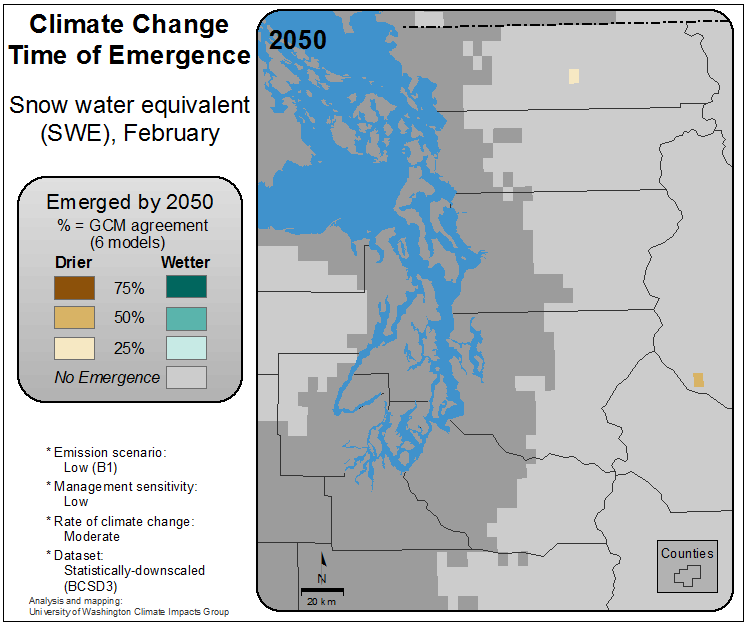 Climate Change
Time of Emergence
Snow water equivalent
(SWE), February
Emerged by 2050
% = GCM agreement
(6 models)
Drier Wetter
75%
50%
25%
No Emergence
* Emission scenario:
Low (B1)
* Management sensitivity:
Low
* Rate of climate change:
Moderate
* Dataset:
Statistically-downscaled
(BCSD3)
Analysis and mapping:
University of Washington Climate Impacts Group
2050
N
20 km
Counties